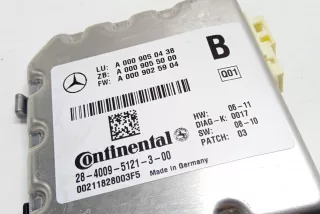 LU: A 000 905 04 38
ZB: A 000 905 50 00
FW: A 000 902 59 04
B
Q01
Continental
28-4009-5121-3-00
00211828003F5
Made in Germany
HW: 06-11
DIAG-K: 0017
SW: 08-10
PATCH: 03